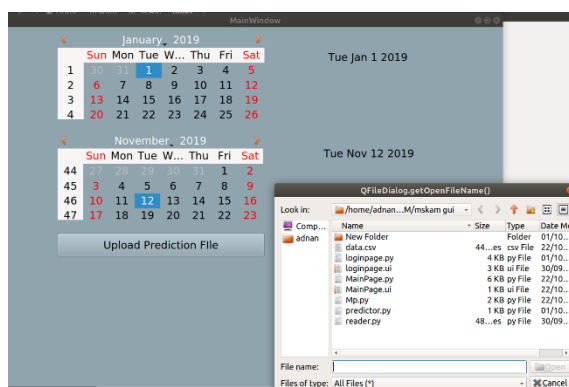 MainWindow
January, 2019
Sun Mon Tue W... Thu Fri Sat
1 30 31 1 2 3 4 5
2 6 7 8 9 10 11 12
3 13 14 15 16 17 18 19
4 20 21 22 23 24 25 26
Tue Jan 1 2019
November, 2019
Sun Mon Tue W... Thu Fri Sat
44 27 28 29 30 31 1 2
45 3 4 5 6 7 8 9
46 10 11 12 13 14 15 16
47 17 18 19 20 21 22 23
Tue Nov 12 2019
Upload Prediction FIle
QFileDialog.getOpenFileName()
Look in: /home/adnan...M/mskam gui
Comp...
adnan
Name Size Type Date Mo
New Folder Folder 01/10...
data.csv 44...es csv File 22/10...
loginpage.py 4 KB py File 01/10...
loginpage.ui 3 KB ui File 30/09...
MainPage.py 6 KB py File 22/10...
MainPage.ui 1 KB ui File 22/10...
Mp.py 2 KB py File 22/10...
predictor.py 1 KB py File 01/10...
reader.py 48...es py File 30/09...
File name:
Open
Files of type: All Files (*)
Cancel